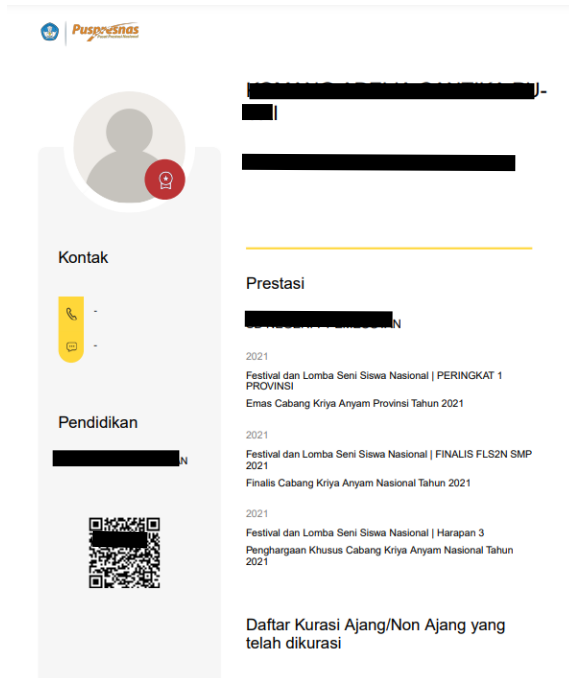 Puspresnas
Pusat Prestasi Nasional
Kontak
-
-
Pendidikan
Prestasi
2021
Festival dan Lomba Seni Siswa Nasional | PERINGKAT 1
PROVINSI
Emas Cabang Kriya Anyam Provinsi Tahun 2021
2021
Festival dan Lomba Seni Siswa Nasional | FINALIS FLS2N SMP
2021
Finalis Cabang Kriya Anyam Nasional Tahun 2021
2021
Festival dan Lomba Seni Siswa Nasional | Harapan 3
Penghargaan Khusus Cabang Kriya Anyam Nasional Tahun
2021
Daftar Kurasi Ajang/Non Ajang yang
telah dikurasi